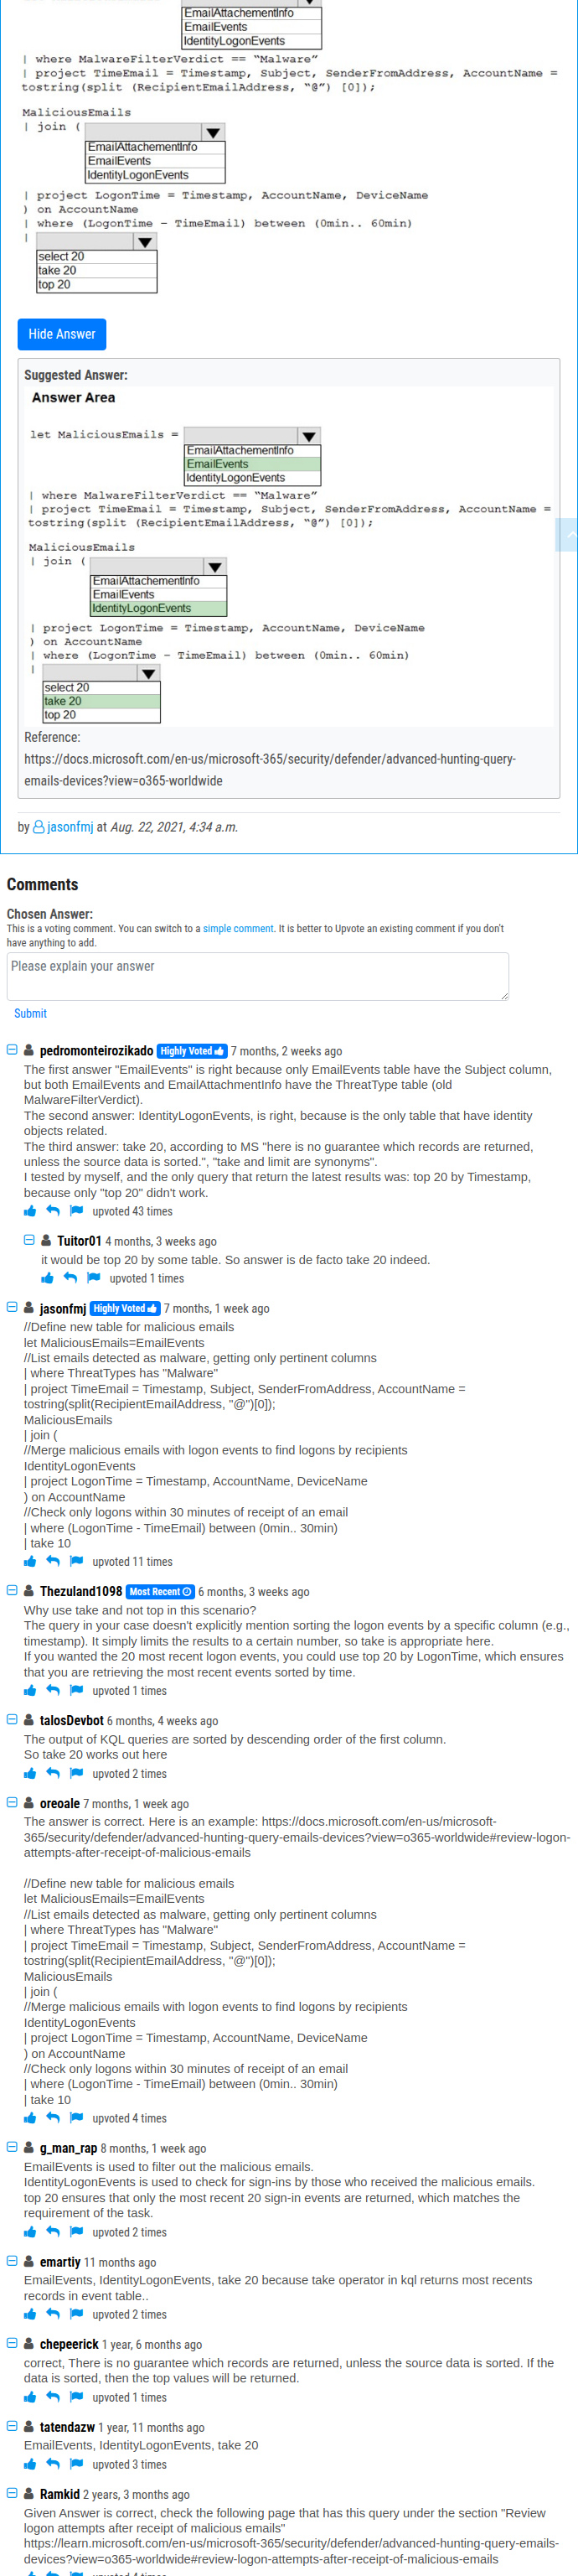 EmailAttachementInfo
EmailEvents
IdentityLogonEvents
| where MalwareFilterVerdict == “Malware”
| project TimeEmail = Timestamp, Subject, SenderFromAddress, AccountName =
tostring(split (RecipientEmailAddress, “@”) [0]);
MaliciousEmails
| join (
EmailAttachementInfo
EmailEvents
IdentityLogonEvents
| project LogonTime = Timestamp, AccountName, DeviceName
) on AccountName
| where (LogonTime – TimeEmail) between (0min.. 60min)
|
select 20
take 20
top 20
Hide Answer
Suggested Answer:
Answer Area
let MaliciousEmails =
EmailAttachementInfo
EmailEvents
IdentityLogonEvents
| where MalwareFilterVerdict == “Malware”
| project TimeEmail = Timestamp, Subject, SenderFromAddress, AccountName =
tostring(split (RecipientEmailAddress, “@”) [0]);
MaliciousEmails
| join (
EmailAttachementInfo
EmailEvents
IdentityLogonEvents
| project LogonTime = Timestamp, AccountName, DeviceName
) on AccountName
| where (LogonTime – TimeEmail) between (0min.. 60min)
|
select 20
take 20
top 20
Reference:
https://docs.microsoft.com/en-us/microsoft-365/security/defender/advanced-hunting-query-
emails-devices?view=o365-worldwide
by jasonfmj at Aug. 22, 2021, 4:34 a.m.
Comments
Chosen Answer:
This is a voting comment. You can switch to a simple comment. It is better to Upvote an existing comment if you don't
have anything to add.
Please explain your answer
Submit
pedromonteirozikado Highly Voted 7 months, 2 weeks ago
The first answer "EmailEvents" is right because only EmailEvents table have the Subject column,
but both EmailEvents and EmailAttachmentInfo have the ThreatType table (old
MalwareFilterVerdict).
The second answer: IdentityLogonEvents, is right, because is the only table that have identity
objects related.
The third answer: take 20, according to MS "here is no guarantee which records are returned,
unless the source data is sorted.", "take and limit are synonyms".
I tested by myself, and the only query that return the latest results was: top 20 by Timestamp,
because only "top 20" didn't work.
upvoted 43 times
Tuitor01 4 months, 3 weeks ago
it would be top 20 by some table. So answer is de facto take 20 indeed.
upvoted 1 times
jasonfmj Highly Voted 7 months, 1 week ago
//Define new table for malicious emails
let MaliciousEmails=EmailEvents
//List emails detected as malware, getting only pertinent columns
| where ThreatTypes has "Malware"
| project TimeEmail = Timestamp, Subject, SenderFromAddress, AccountName =
tostring(split(RecipientEmailAddress, "@")[0]);
MaliciousEmails
| join (
//Merge malicious emails with logon events to find logons by recipients
IdentityLogonEvents
| project LogonTime = Timestamp, AccountName, DeviceName
) on AccountName
//Check only logons within 30 minutes of receipt of an email
| where (LogonTime - TimeEmail) between (0min.. 30min)
| take 10
upvoted 11 times
Thezuland1098 Most Recent 6 months, 3 weeks ago
Why use take and not top in this scenario?
The query in your case doesn't explicitly mention sorting the logon events by a specific column (e.g.,
timestamp). It simply limits the results to a certain number, so take is appropriate here.
If you wanted the 20 most recent logon events, you could use top 20 by LogonTime, which ensures
that you are retrieving the most recent events sorted by time.
upvoted 1 times
talosDevbot 6 months, 4 weeks ago
The output of KQL queries are sorted by descending order of the first column.
So take 20 works out here
upvoted 2 times
oreoale 7 months, 1 week ago
The answer is correct. Here is an example: https://docs.microsoft.com/en-us/microsoft-
365/security/defender/advanced-hunting-query-emails-devices?view=o365-worldwide#review-logon-
attempts-after-receipt-of-malicious-emails
//Define new table for malicious emails
let MaliciousEmails=EmailEvents
//List emails detected as malware, getting only pertinent columns
| where ThreatTypes has "Malware"
| project TimeEmail = Timestamp, Subject, SenderFromAddress, AccountName =
tostring(split(RecipientEmailAddress, "@")[0]);
MaliciousEmails
| join (
//Merge malicious emails with logon events to find logons by recipients
IdentityLogonEvents
| project LogonTime = Timestamp, AccountName, DeviceName
) on AccountName
//Check only logons within 30 minutes of receipt of an email
| where (LogonTime - TimeEmail) between (0min.. 30min)
| take 10
upvoted 4 times
g_man_rap 8 months, 1 week ago
EmailEvents is used to filter out the malicious emails.
IdentityLogonEvents is used to check for sign-ins by those who received the malicious emails.
top 20 ensures that only the most recent 20 sign-in events are returned, which matches the
requirement of the task.
upvoted 2 times
emartiy 11 months ago
EmailEvents, IdentityLogonEvents, take 20 because take operator in kql returns most recents
records in event table..
upvoted 2 times
chepeerick 1 year, 6 months ago
correct, There is no guarantee which records are returned, unless the source data is sorted. If the
data is sorted, then the top values will be returned.
upvoted 1 times
tatendazw 1 year, 11 months ago
EmailEvents, IdentityLogonEvents, take 20
upvoted 3 times
Ramkid 2 years, 3 months ago
Given Answer is correct, check the following page that has this query under the section "Review
logon attempts after receipt of malicious emails"
https://learn.microsoft.com/en-us/microsoft-365/security/defender/advanced-hunting-query-emails-
devices?view=o365-worldwide#review-logon-attempts-after-receipt-of-malicious-emails